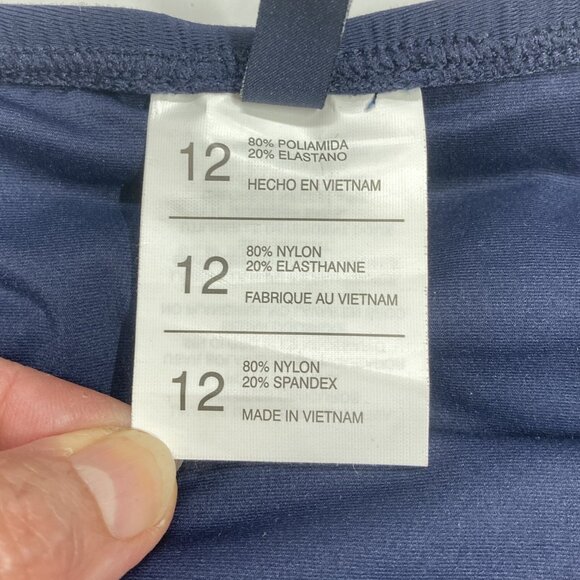 12
80% POLIAMIDA
20% ELASTANO
HECHO EN VIETNAM
12
80% NYLON
20% ELASTHANNE
FABRIQUE AU VIETNAM
12
80% NYLON
20% SPANDEX
MADE IN VIETNAM